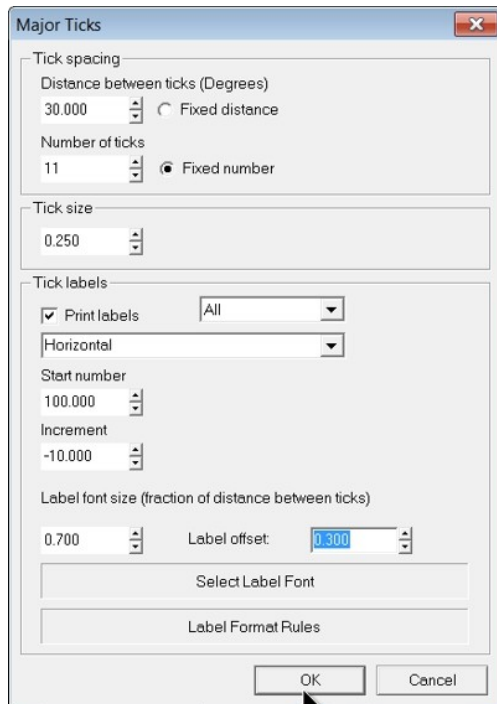 Major Ticks
Tick spacing
Distance between ticks (Degrees)
30.000 Fixed distance
Number of ticks
11 Fixed number
Tick size
0.250
Tick labels
Print labels All
Horizontal
Start number
100.000
Increment
-10.000
Label font size (fraction of distance between ticks)
0.700 Label offset: 0.300
Select Label Font
Label Format Rules
OK Cancel